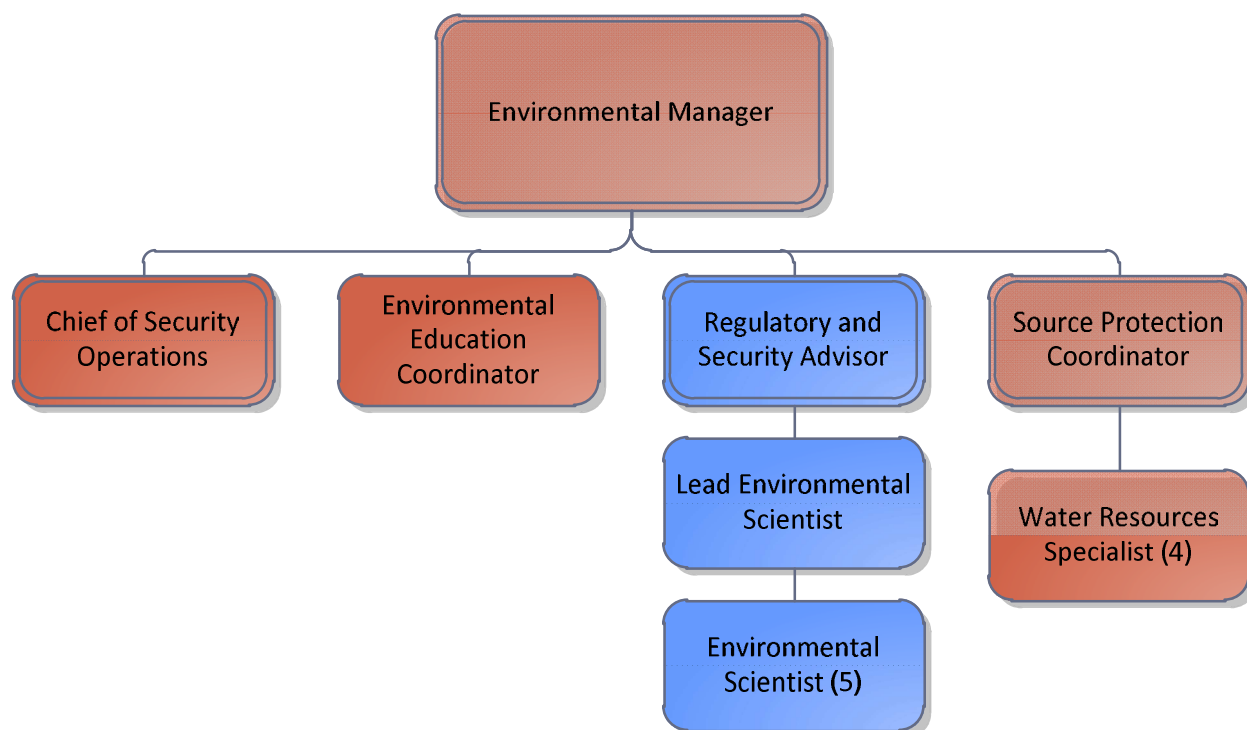 Environmental Manager
Chief of Security
Operations
Environmental
Education
Coordinator
Regulatory and
Security Advisor
Source Protection
Coordinator
Lead Environmental
Scientist
Water Resources
Specialist (4)
Environmental
Scientist (5)